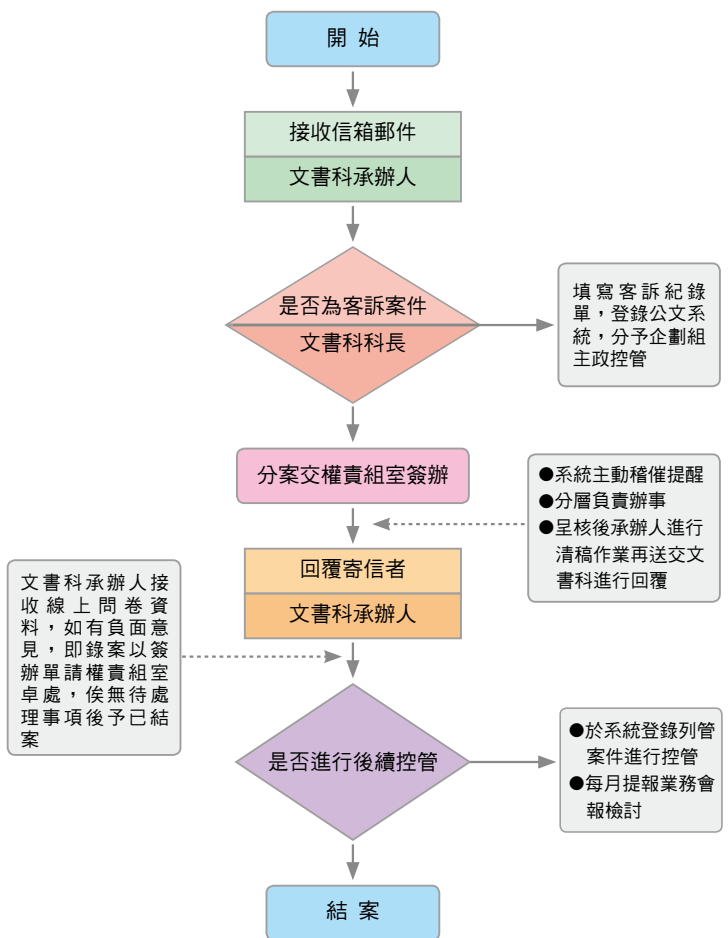 開 始
接收信箱郵件
文書科承辦人
是否為客訴案件
文書科科長
填寫客訴紀錄
單，登錄公文系
統，分予企劃組
主政控管
分案交權責組室簽辦
●系統主動稽催提醒
●分層負責辦事
●呈核後承辦人進行
清稿作業再送交文
書科進行回覆
回覆寄信者
文書科承辦人
文書科承辦人接
收線上問卷資
料，如有負面意
見，即錄案以簽
辦單請權責組室
卓處，俟無待處
理事項後予已結
案
是否進行後續控管
●於系統登錄列管
案件進行控管
●每月提報業務會
報檢討
結 案